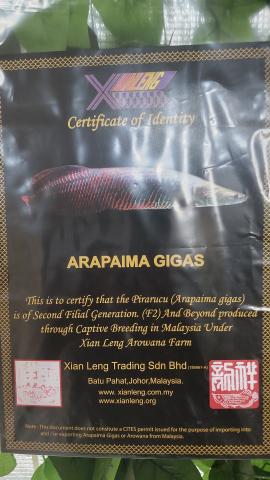 XIANLENG
Certificate of Identity
ARAPAIMA GIGAS
This is to certify that the Pirarucu (Arapaima gigas)
is of Second Filial Generation. (F2) And Beyond produced
through Captive Breeding in Malaysia Under
Xian Leng Arowana Farm
Xian Leng Trading Sdn Bhd
Batu Pahat,Johor,Malaysia.
www. xianleng.com.my
www.xianleng.org
Note : This document does not constitute a CITES permit issued for the purpose of importing into
and / or exporting Arapaima Gigas or Arowana from Malaysia.